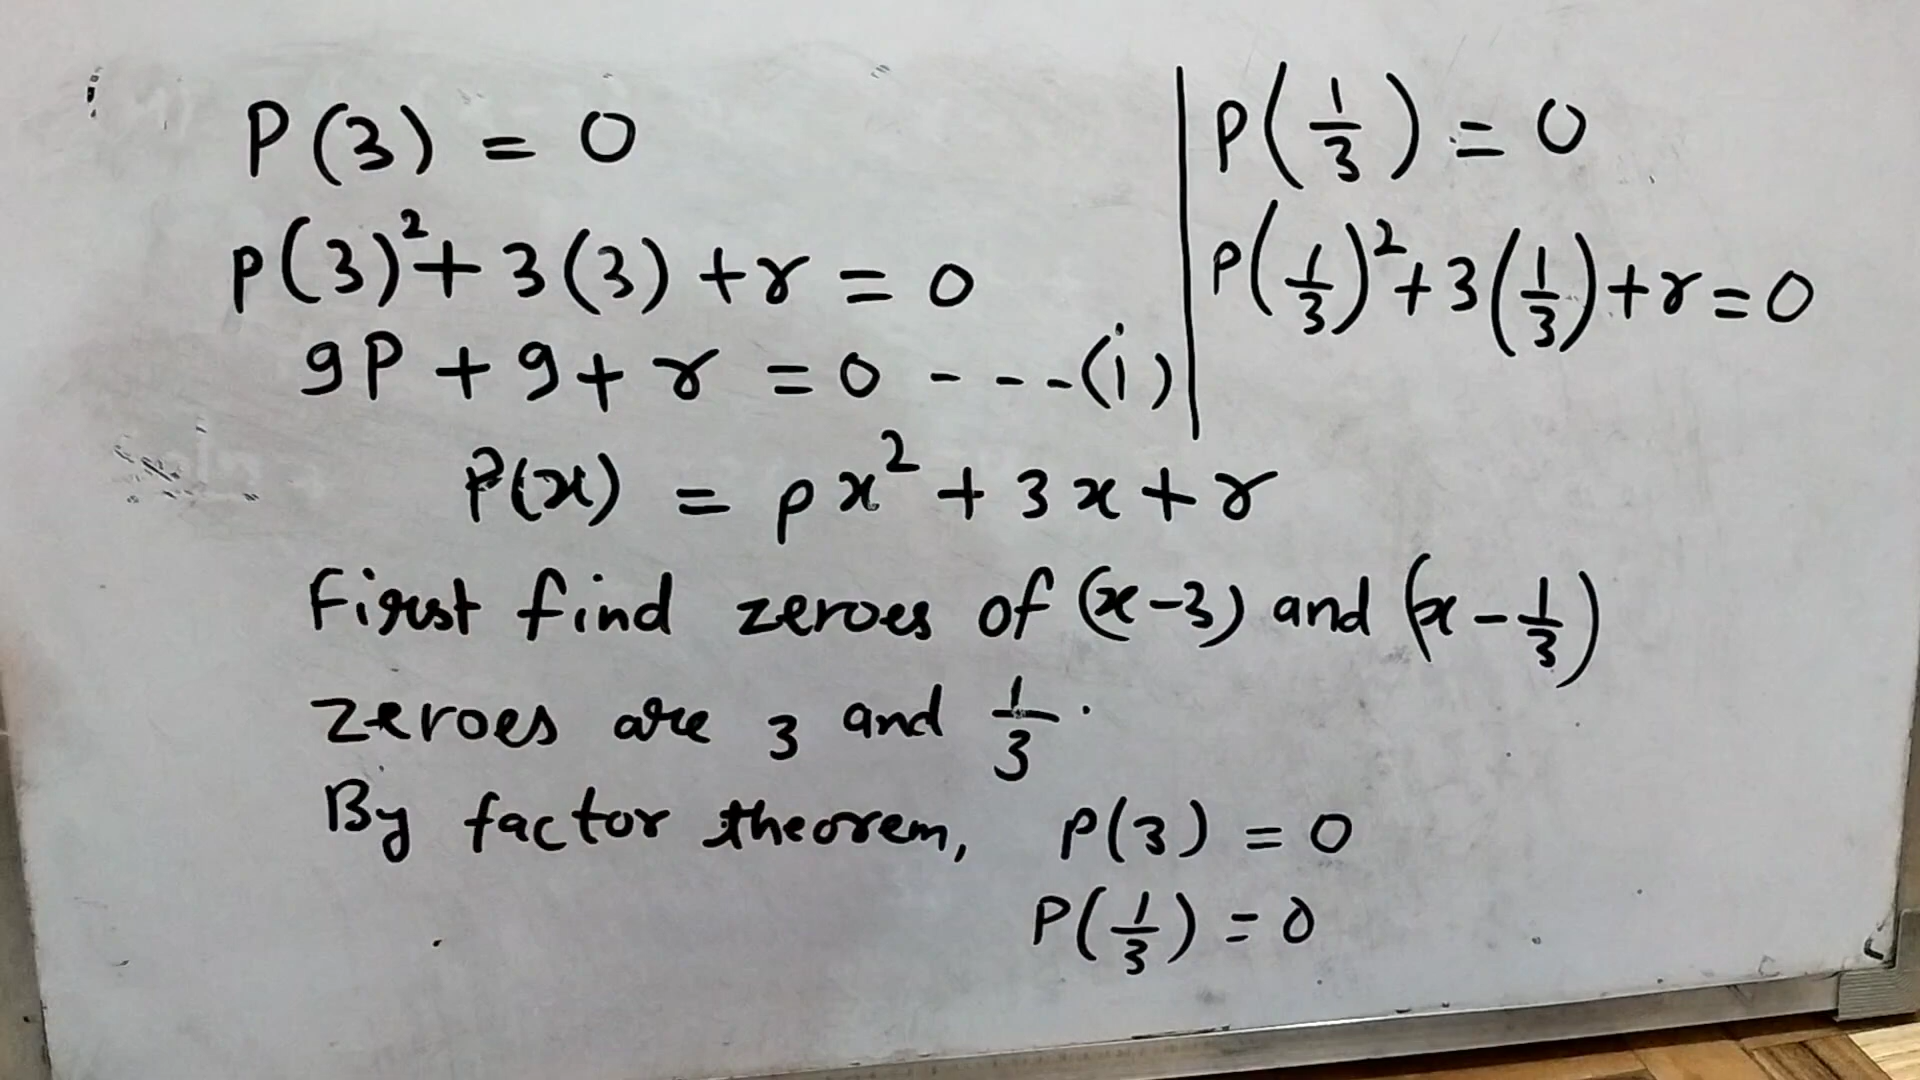 P(3) = 0
p(3)²+ 3(3) +r = 0
9P + 9 + r = 0 - - - -(i)
P(1/3) = 0
P(1/3)²+3(1/3)+r=0
P(x) = px² + 3x + r
First find zeroes of (x-3) and (x - 1/3)
zeroes are 3 and 1/3.
By factor theorem, P(3) = 0
P(1/3) = 0